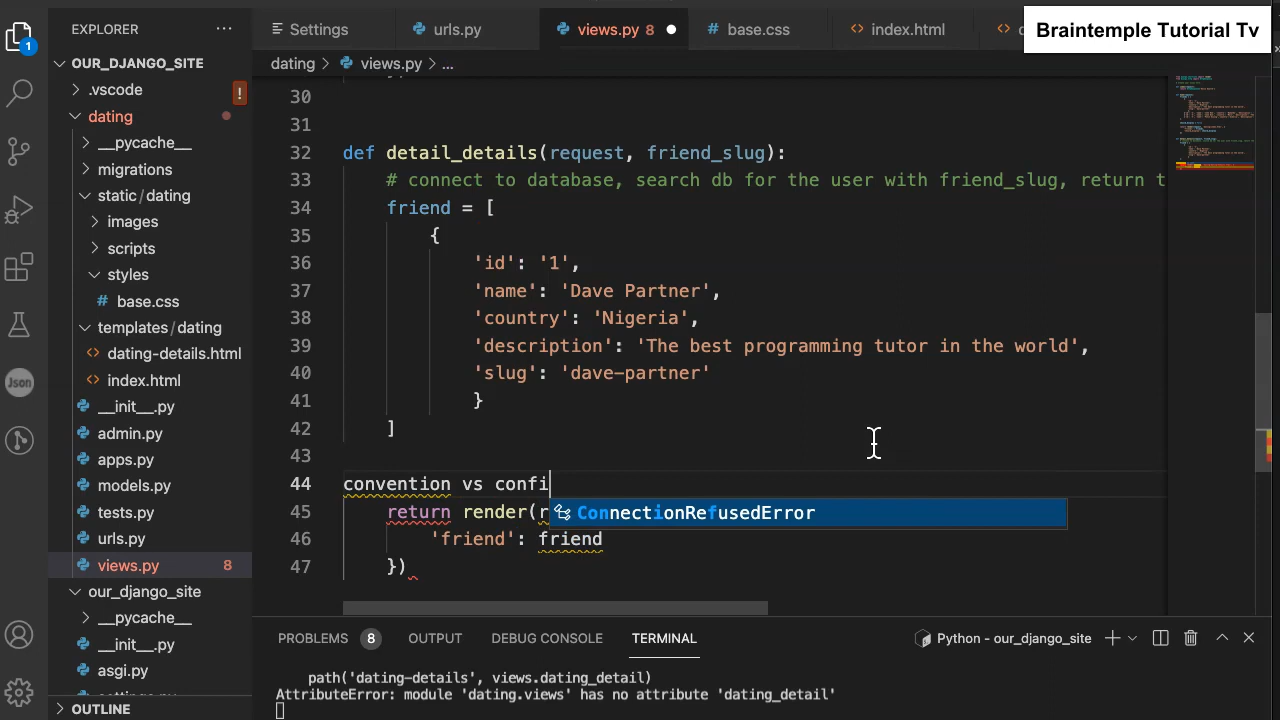 EXPLORER
Settings
urls.py
views.py 8
base.css
index.html
Braintemple Tutorial Tv
OUR_DJANGO_SITE
dating > views.py > ...
.vscode
dating
__pycache__
migrations
static/dating
images
scripts
styles
base.css
templates/dating
dating-details.html
index.html
__init__.py
admin.py
apps.py
models.py
tests.py
urls.py
views.py 8
our_django_site
__pycache__
__init__.py
asgi.py
OUTLINE
1
Json
!
30
31
32 def detail_details(request, friend_slug):
33 # connect to database, search db for the user with friend_slug, return t
34 friend = [
35 {
36 'id': '1',
37 'name': 'Dave Partner',
38 'country': 'Nigeria',
39 'description': 'The best programming tutor in the world',
40 'slug': 'dave-partner'
41 }
42 ]
43
44 convention vs confi
45 return render(r
ConnectionRefusedError
46 'friend': friend
47 })
PROBLEMS 8 OUTPUT DEBUG CONSOLE TERMINAL Python - our_django_site
path('dating-details', views.dating_detail)
AttributeError: module 'dating.views' has no attribute 'dating_detail'